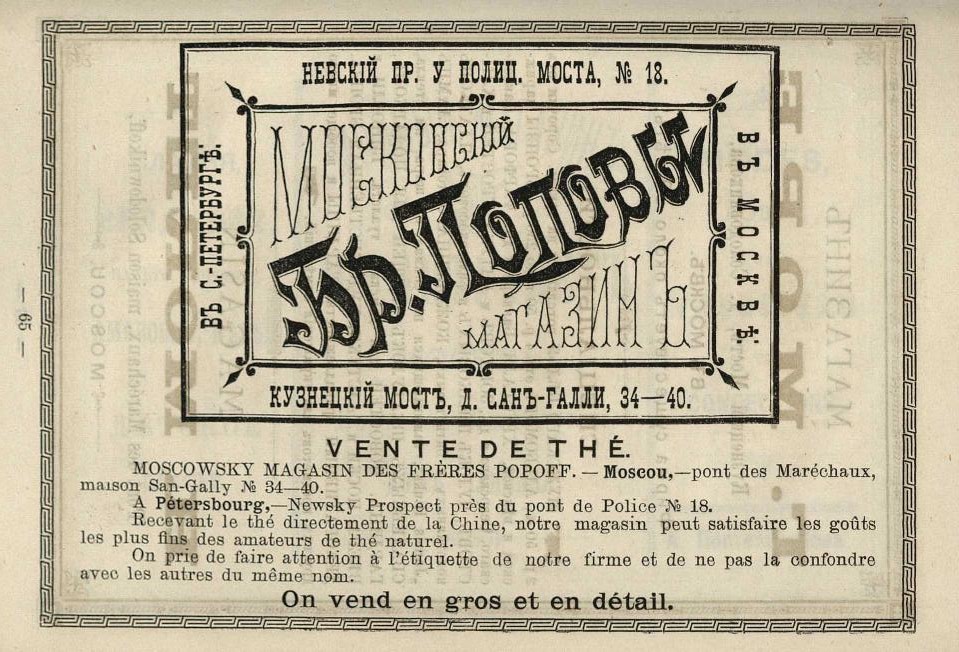 НЕВСКІЙ ПР. У ПОЛИЦ. МОСТА, № 18.
ВЪ С.-ПЕТЕРБУРГѢ.
МОСКОВСКІЙ
Бр. Поповы
МАГАЗИНЪ
ВЪ МОСКВѢ.
КУЗНЕЦКІЙ МОСТЪ, Д. САНЪ-ГАЛЛИ, 34—40.
— 65 —
VENTE DE THÉ.
MOSCOWSKY MAGASIN DES FRÈRES POPOFF. — Moscou,—pont des Maréchaux,
maison San-Gally № 34—40.
A Pétersbourg,—Newsky Prospect près du pont de Police № 18.
Recevant le thé directement de la Chine, notre magasin peut satisfaire les goûts
les plus fins des amateurs de thé naturel.
On prie de faire attention à l'étiquette de notre firme et de ne pas la confondre
avec les autres du même nom.
On vend en gros et en détail.